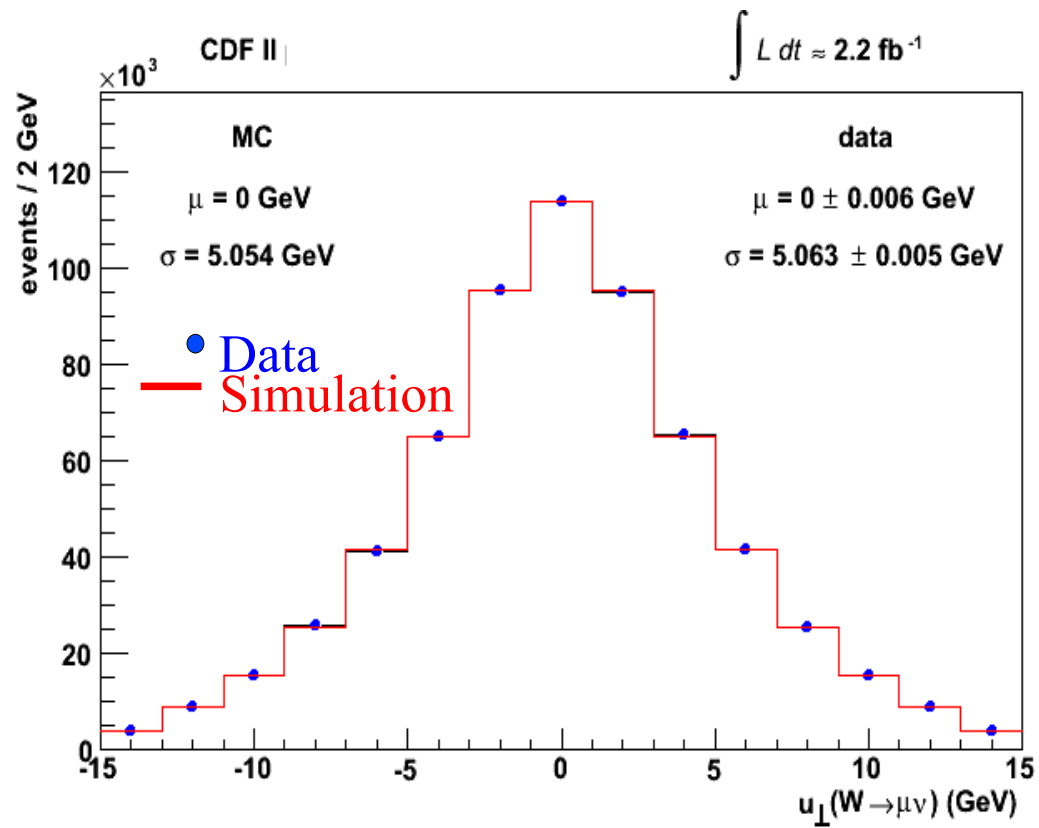 CDF II
∫ L dt ≈ 2.2 fb⁻¹
×10³
events / 2 GeV
MC
μ = 0 GeV
σ = 5.054 GeV
data
μ = 0 ± 0.006 GeV
σ = 5.063 ± 0.005 GeV
Data
Simulation
120
100
80
60
40
20
0
-15 -10 -5 0 5 10 15
u⊥(W→μν) (GeV)